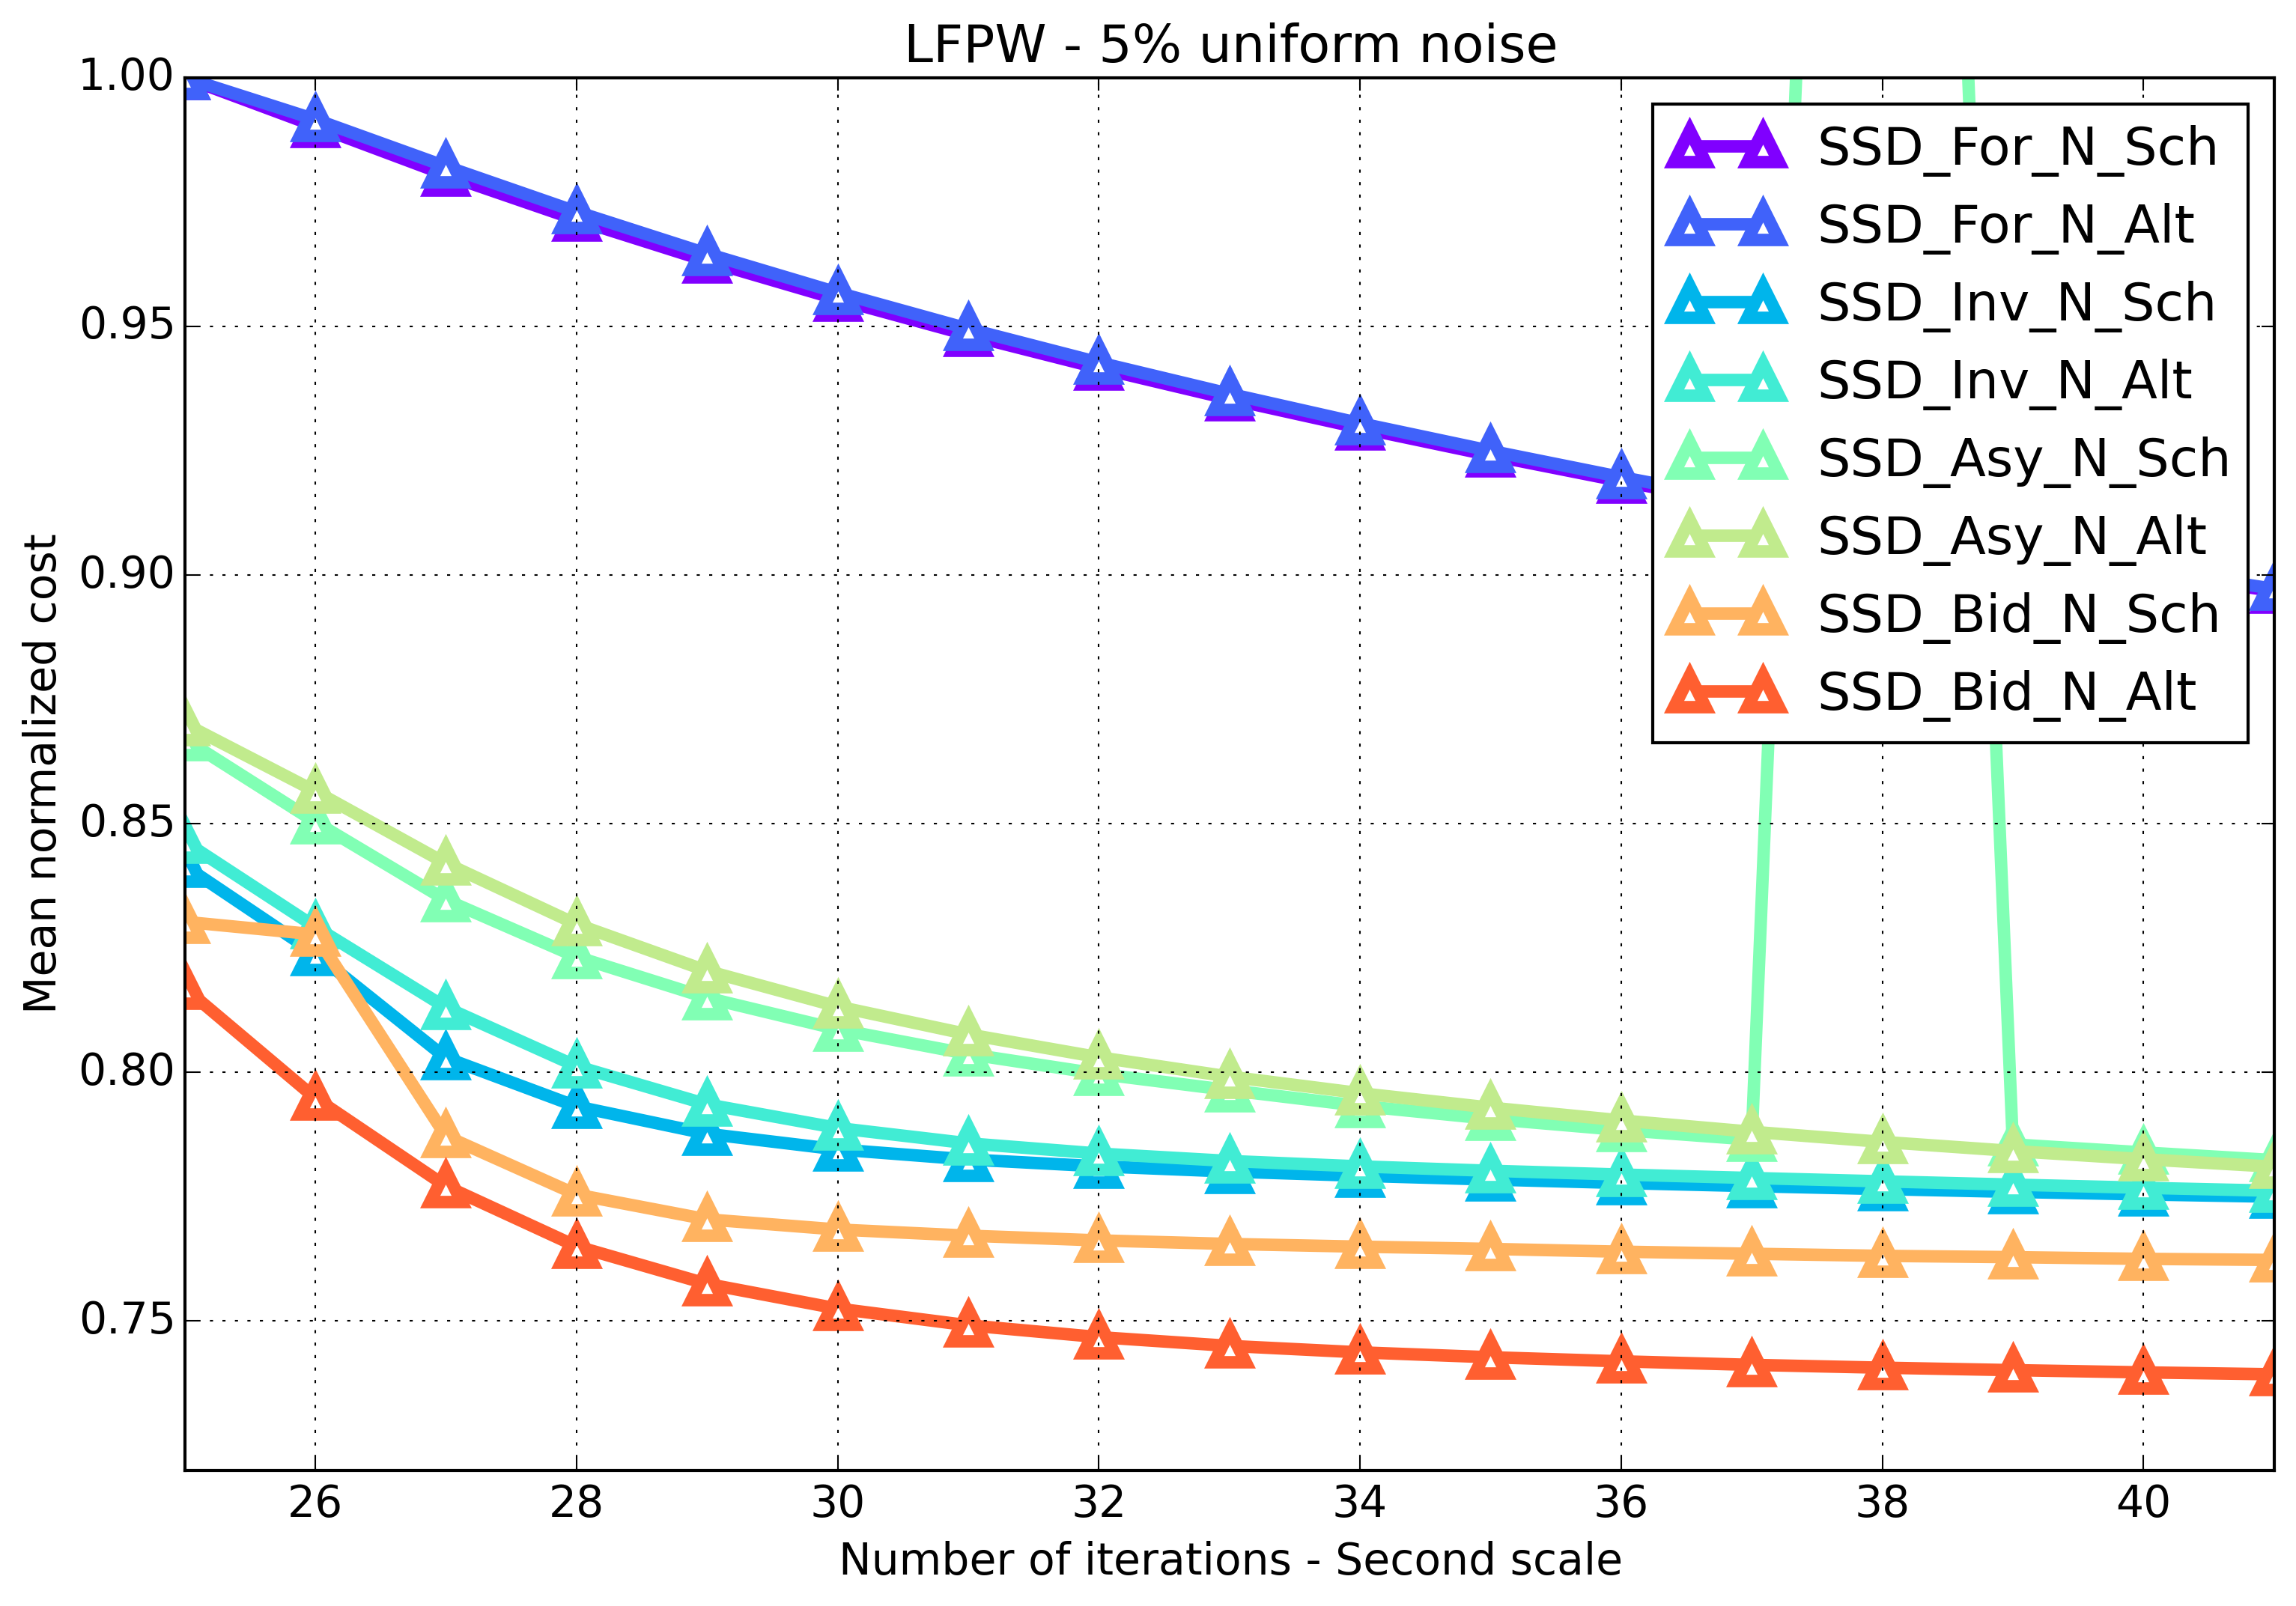 LFPW - 5% uniform noise
1.00
0.95
0.90
0.85
0.80
0.75
Mean normalized cost
SSD_For_N_Sch
SSD_For_N_Alt
SSD_Inv_N_Sch
SSD_Inv_N_Alt
SSD_Asy_N_Sch
SSD_Asy_N_Alt
SSD_Bid_N_Sch
SSD_Bid_N_Alt
26 28 30 32 34 36 38 40
Number of iterations - Second scale